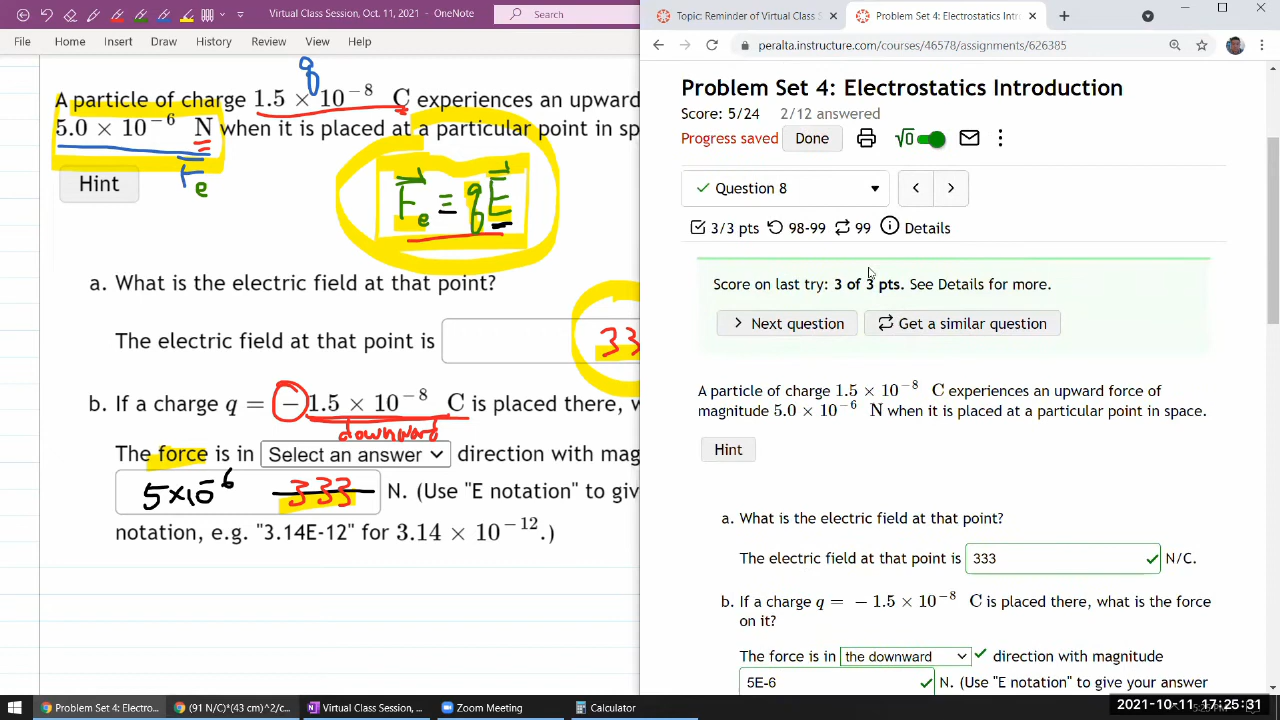 Virtual Class Session, Oct. 11, 2021 - OneNote
File Home Insert Draw History Review View Help
q
A particle of charge 1.5 × 10⁻⁸ C experiences an upward
5.0 × 10⁻⁶ N when it is placed at a particular point in sp
Fe
Hint
Fe = qE
a. What is the electric field at that point?
The electric field at that point is
33
b. If a charge q = −1.5 × 10⁻⁸ C is placed there, w
downward
The force is in Select an answer direction with mag
5×10⁻⁶ 333 N. (Use "E notation" to give
notation, e.g. "3.14E-12" for 3.14 × 10⁻¹².)
Topic: Reminder of Virtual Class
Problem Set 4: Electrostatics Intro
peralta.instructure.com/courses/46578/assignments/626385
Problem Set 4: Electrostatics Introduction
Score: 5/24 2/12 answered
Progress saved Done √0
Question 8
3/3 pts 98-99 99 Details
Score on last try: 3 of 3 pts. See Details for more.
Next question Get a similar question
A particle of charge 1.5 × 10⁻⁸ C experiences an upward force of
magnitude 5.0 × 10⁻⁶ N when it is placed at a particular point in space.
Hint
a. What is the electric field at that point?
The electric field at that point is 333 N/C.
b. If a charge q = −1.5 × 10⁻⁸ C is placed there, what is the force
on it?
The force is in the downward direction with magnitude
5E-6 N. (Use "E notation" to give your answer
Problem Set 4: Electro...
(91 N/C)*(43 cm)^2/c...
Virtual Class Session, ...
Zoom Meeting
Calculator
2021-10-11 17:25:31